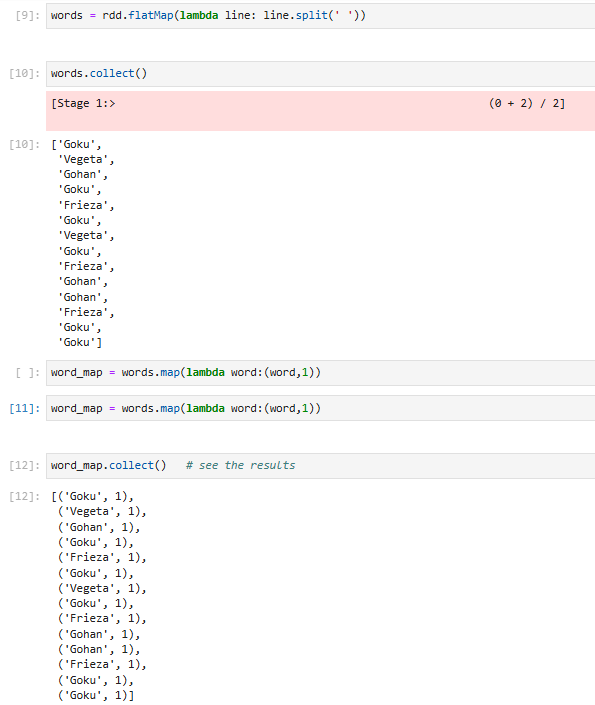 [9]: words = rdd.flatMap(lambda line: line.split(' '))
[10]: words.collect()
[Stage 1:> (0 + 2) / 2]
[10]: ['Goku',
'Vegeta',
'Gohan',
'Goku',
'Frieza',
'Goku',
'Vegeta',
'Goku',
'Frieza',
'Gohan',
'Gohan',
'Frieza',
'Goku',
'Goku']
[ ]: word_map = words.map(lambda word:(word,1))
[11]: word_map = words.map(lambda word:(word,1))
[12]: word_map.collect() # see the results
[12]: [('Goku', 1),
('Vegeta', 1),
('Gohan', 1),
('Goku', 1),
('Frieza', 1),
('Goku', 1),
('Vegeta', 1),
('Goku', 1),
('Frieza', 1),
('Gohan', 1),
('Gohan', 1),
('Frieza', 1),
('Goku', 1),
('Goku', 1)]